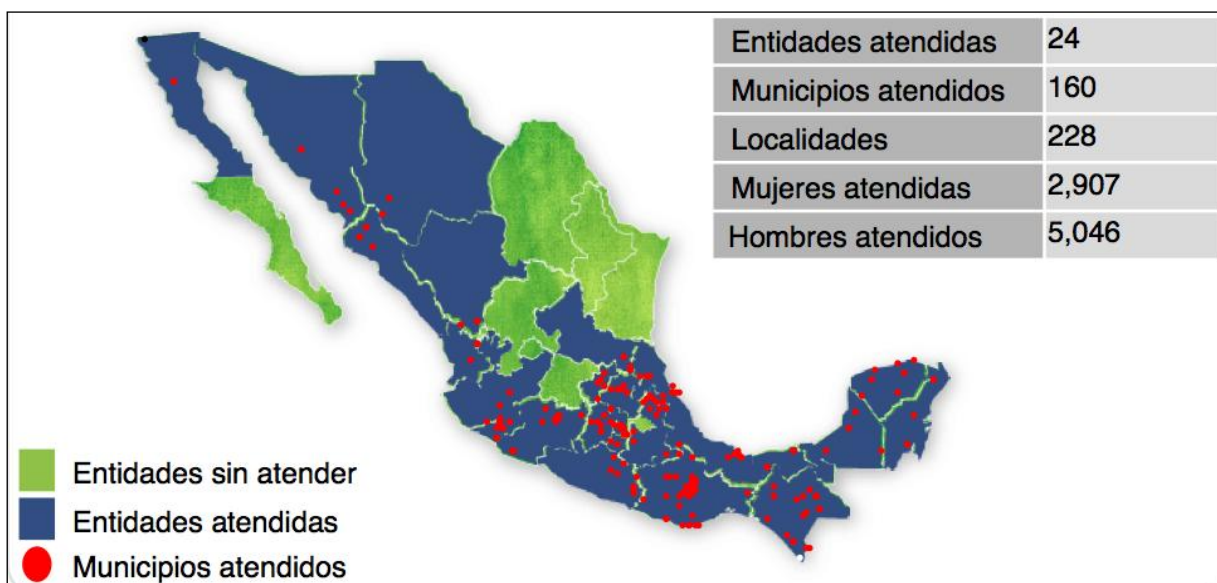 Entidades atendidas 24
Municipios atendidos 160
Localidades 228
Mujeres atendidas 2,907
Hombres atendidos 5,046
Entidades sin atender
Entidades atendidas
Municipios atendidos